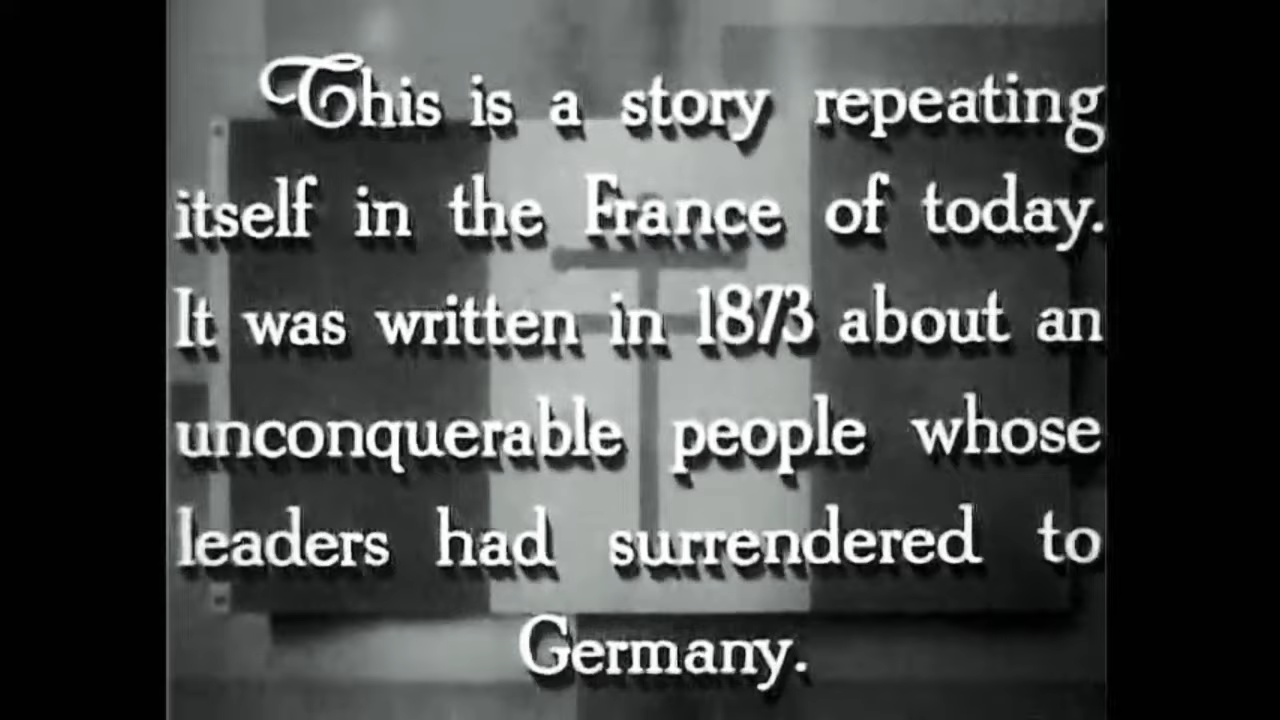 This is a story repeating
itself in the France of today.
It was written in 1873 about an
unconquerable people whose
leaders had surrendered to
Germany.